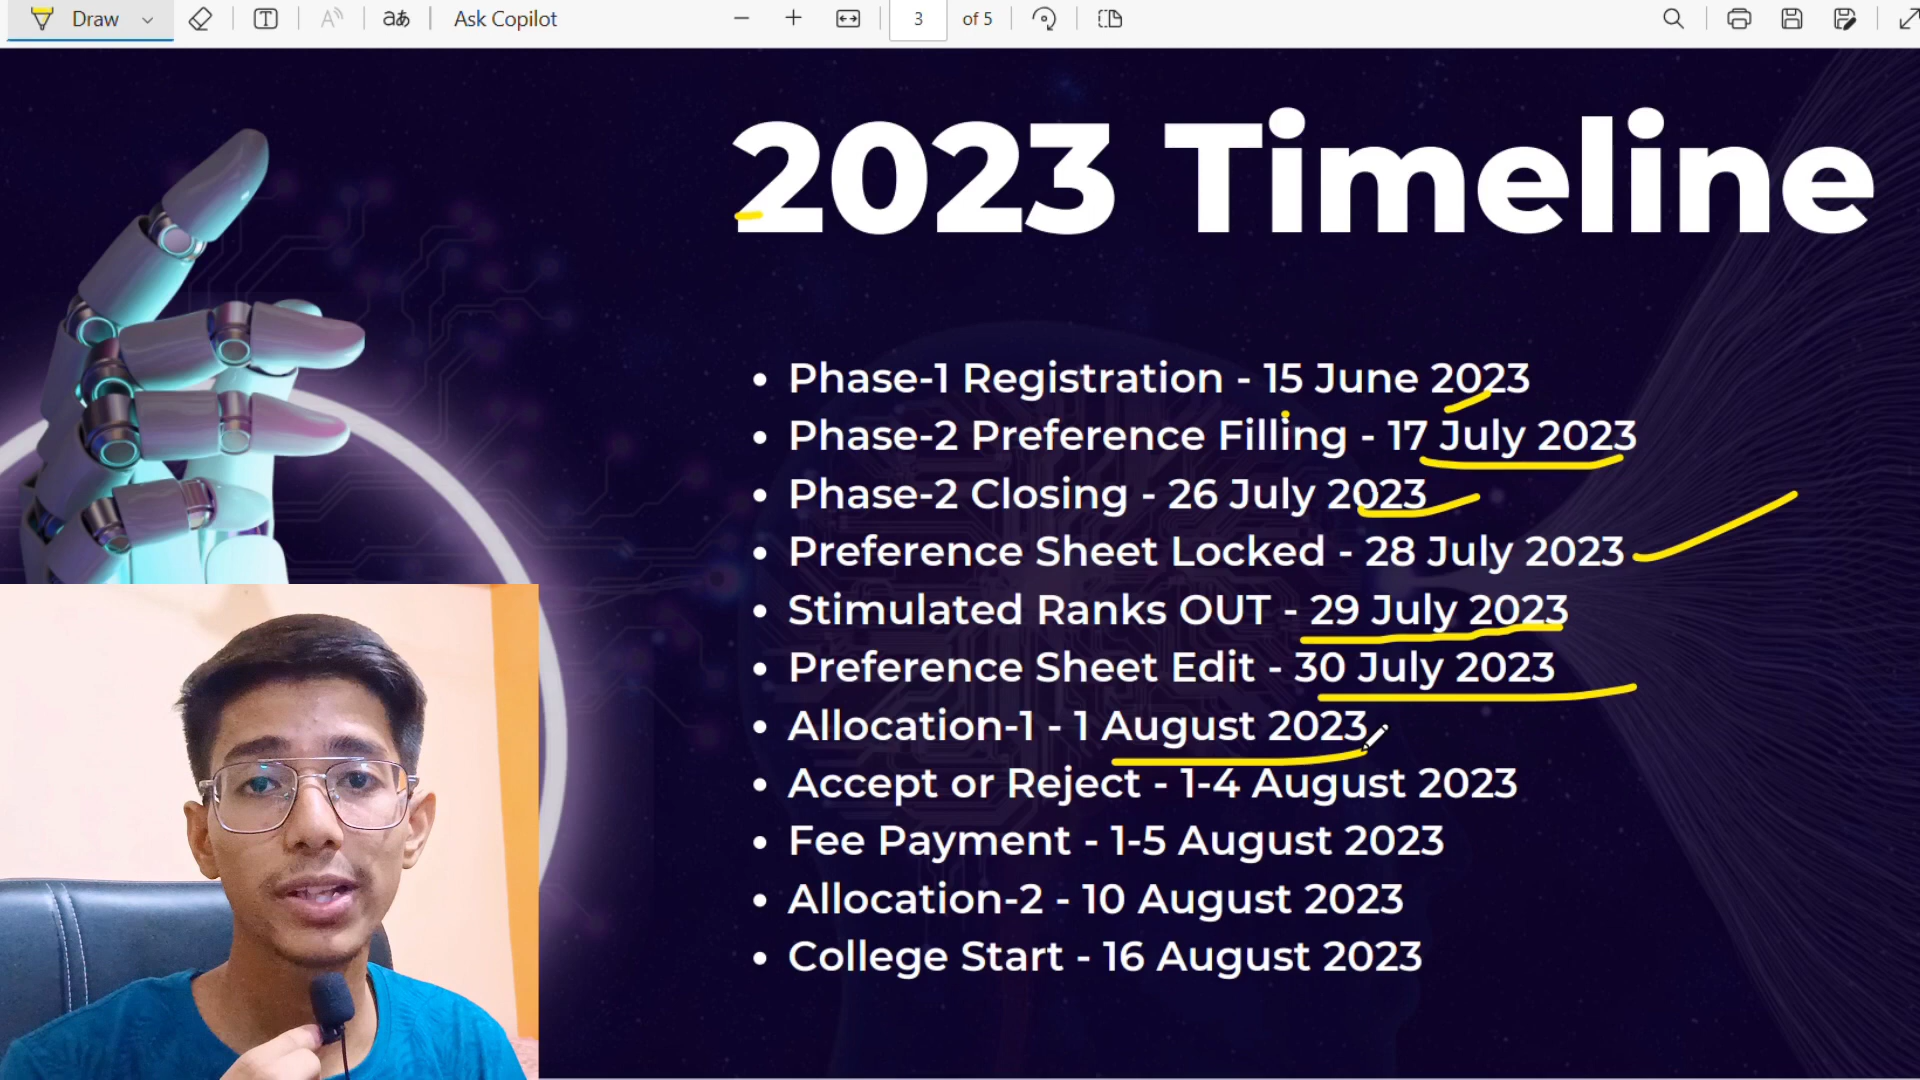 Draw
aあ
Ask Copilot
3
of 5
2023 Timeline
Phase-1 Registration - 15 June 2023
Phase-2 Preference Filling - 17 July 2023
Phase-2 Closing - 26 July 2023
Preference Sheet Locked - 28 July 2023
Stimulated Ranks OUT - 29 July 2023
Preference Sheet Edit - 30 July 2023
Allocation-1 - 1 August 2023
Accept or Reject - 1-4 August 2023
Fee Payment - 1-5 August 2023
Allocation-2 - 10 August 2023
College Start - 16 August 2023